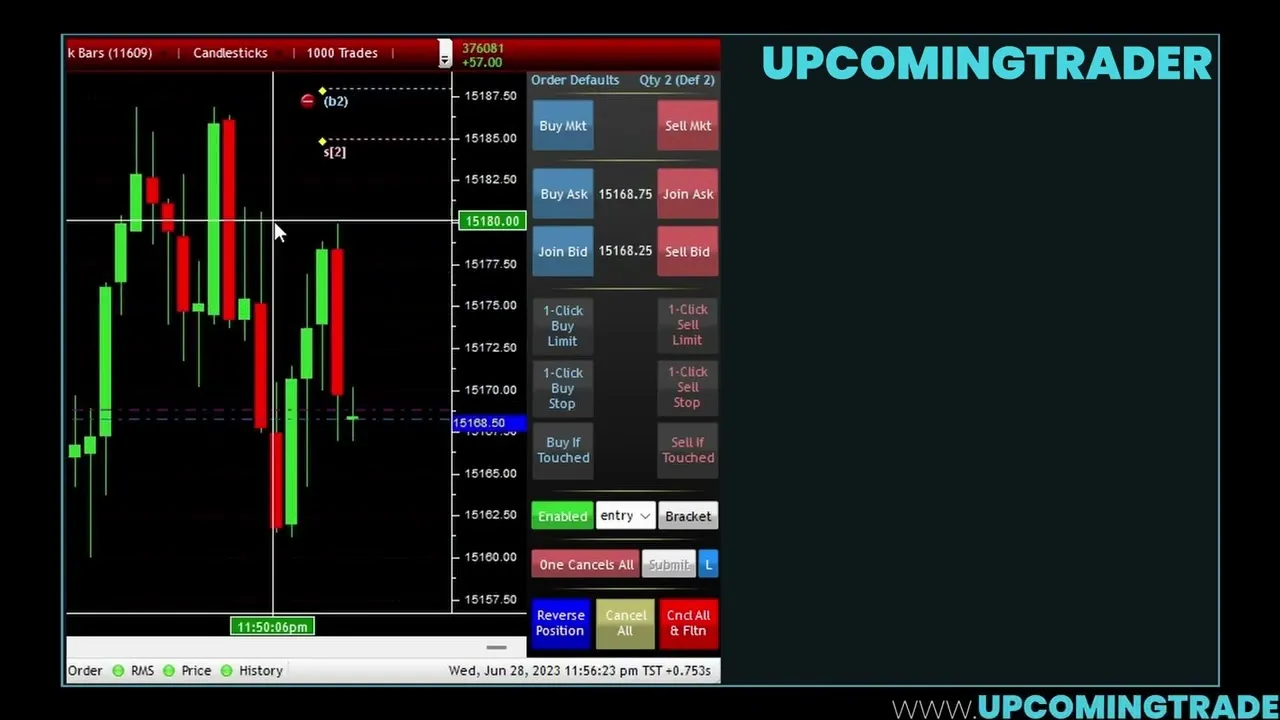 k Bars (11609) | Candlesticks | 1000 Trades |
376081
+57.00
UPCOMINGTRADER
Order Defaults Qty 2 (Def 2)
(b2)
s[2]
15187.50
15185.00
15182.50
15180.00
15177.50
15175.00
15172.50
15170.00
15168.50
15165.00
15162.50
15160.00
15157.50
11:50:06pm
Buy Mkt
Sell Mkt
Buy Ask 15168.75 Join Ask
Join Bid 15168.25 Sell Bid
1-Click
Buy
Limit
1-Click
Sell
Limit
1-Click
Buy
Stop
1-Click
Sell
Stop
Buy If
Touched
Sell If
Touched
Enabled entry Bracket
One Cancels All Submit L
Reverse
Position
Cancel
All
Cncl All
& Fltn
Order RMS Price History Wed, Jun 28, 2023 11:56:23 pm TST +0.753s
WWW.UPCOMINGTRADE